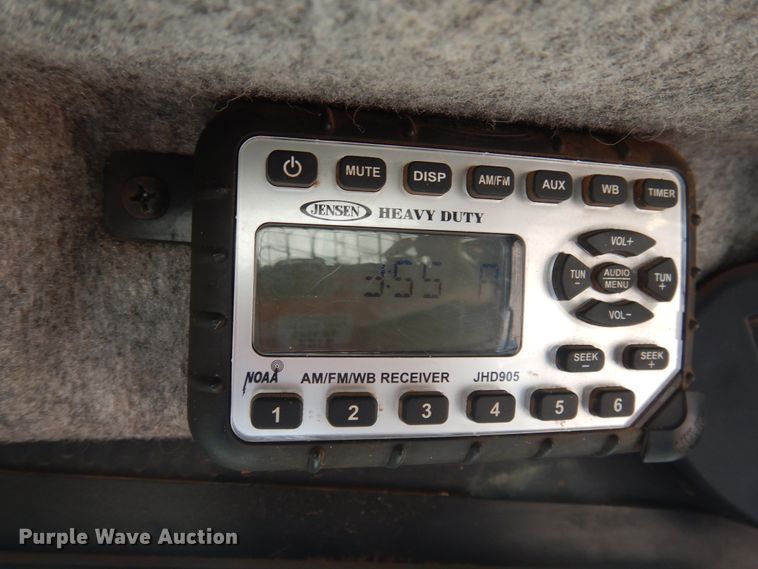 MUTE DISP AM/FM AUX WB TIMER
JENSEN HEAVY DUTY
VOL+
3:55 P
TUN - AUDIO MENU TUN +
VOL-
SEEK - SEEK +
NOAA AM/FM/WB RECEIVER JHD905
1 2 3 4 5 6
Purple Wave Auction